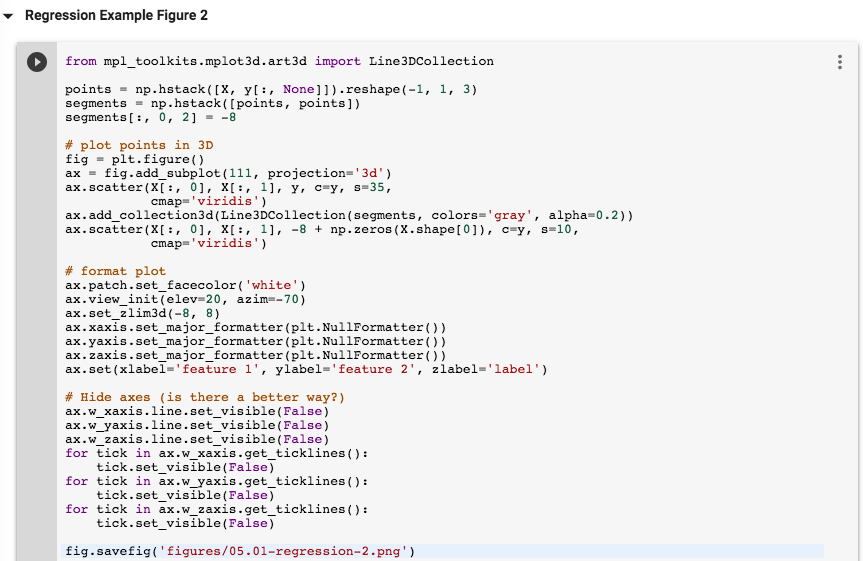 Regression Example Figure 2
from mpl_toolkits.mplot3d.art3d import Line3DCollection
points = np.hstack([X, y[:, None]]).reshape(-1, 1, 3)
segments = np.hstack([points, points])
segments[:, 0, 2] = -8
# plot points in 3D
fig = plt.figure()
ax = fig.add_subplot(111, projection='3d')
ax.scatter(X[:, 0], X[:, 1], y, c=y, s=35,
           cmap='viridis')
ax.add_collection3d(Line3DCollection(segments, colors='gray', alpha=0.2))
ax.scatter(X[:, 0], X[:, 1], -8 + np.zeros(X.shape[0]), c=y, s=10,
           cmap='viridis')
# format plot
ax.patch.set_facecolor('white')
ax.view_init(elev=20, azim=-70)
ax.set_zlim3d(-8, 8)
ax.xaxis.set_major_formatter(plt.NullFormatter())
ax.yaxis.set_major_formatter(plt.NullFormatter())
ax.zaxis.set_major_formatter(plt.NullFormatter())
ax.set(xlabel='feature 1', ylabel='feature 2', zlabel='label')
# Hide axes (is there a better way?)
ax.w_xaxis.line.set_visible(False)
ax.w_yaxis.line.set_visible(False)
ax.w_zaxis.line.set_visible(False)
for tick in ax.w_xaxis.get_ticklines():
    tick.set_visible(False)
for tick in ax.w_yaxis.get_ticklines():
    tick.set_visible(False)
for tick in ax.w_zaxis.get_ticklines():
    tick.set_visible(False)
fig.savefig('figures/05.01-regression-2.png')